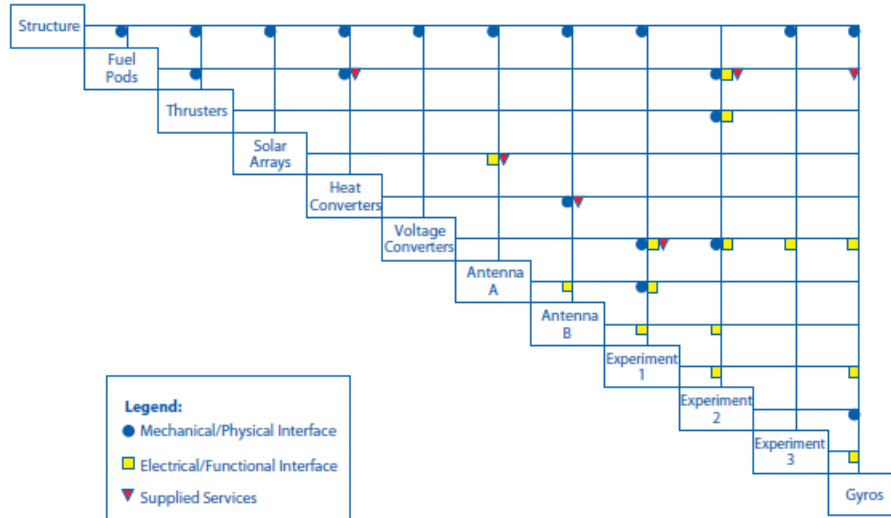 Structure
Fuel
Pods
Thrusters
Solar
Arrays
Heat
Converters
Voltage
Converters
Antenna
A
Antenna
B
Experiment
1
Experiment
2
Experiment
3
Gyros
Legend:
Mechanical/Physical Interface
Electrical/Functional Interface
Supplied Services